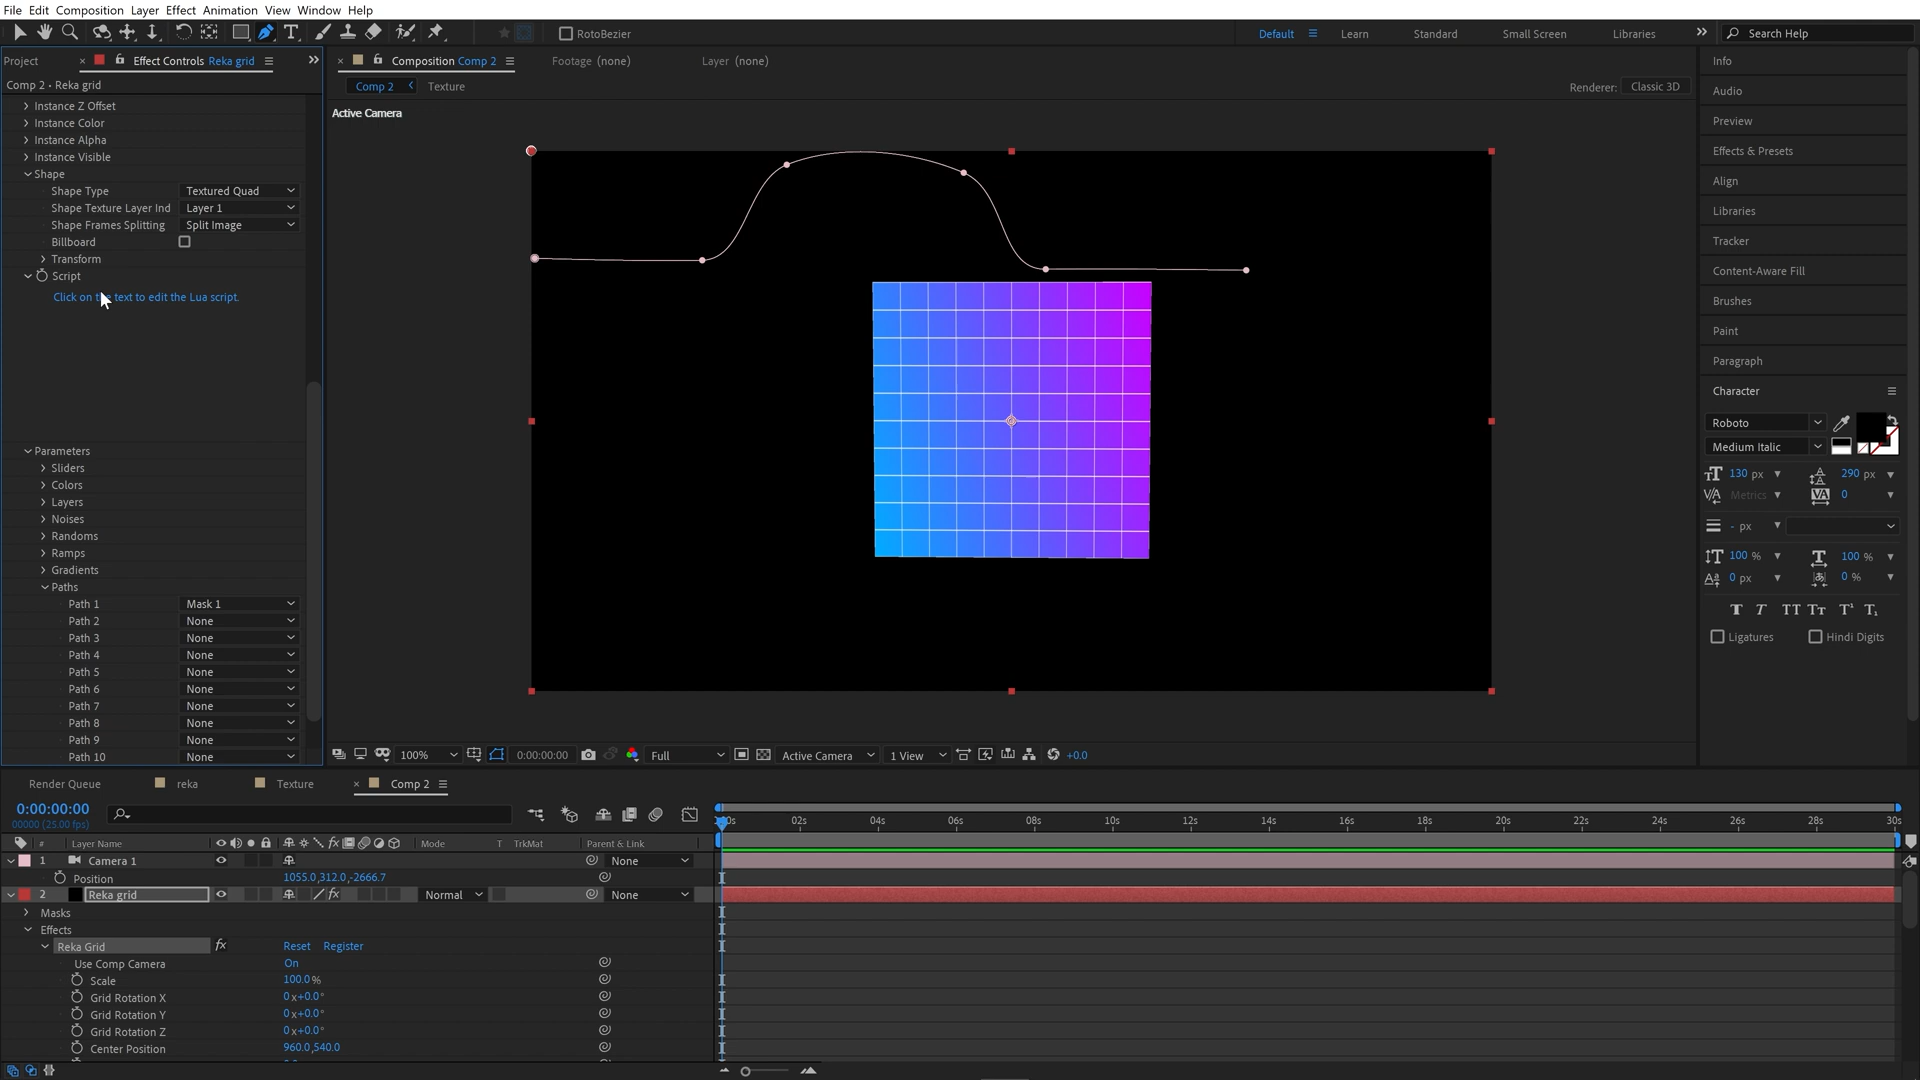 File Edit Composition Layer Effect Animation View Window Help
RotoBezier Default Learn Standard Small Screen Libraries Search Help
Project Effect Controls Reka grid Composition Comp 2 Footage (none) Layer (none)
Comp 2 • Reka grid
Comp 2 Texture Renderer: Classic 3D
Active Camera
Instance Z Offset
Instance Color
Instance Alpha
Instance Visible
Shape
Shape Type Textured Quad
Shape Texture Layer Ind Layer 1
Shape Frames Splitting Split Image
Billboard
Transform
Script
Click on the text to edit the Lua script.
Parameters
Sliders
Colors
Layers
Noises
Randoms
Ramps
Gradients
Paths
Path 1 Mask 1
Path 2 None
Path 3 None
Path 4 None
Path 5 None
Path 6 None
Path 7 None
Path 8 None
Path 9 None
Path 10 None
100% 0:00:00:00 Full Active Camera 1 View +0.0
Info
Audio
Preview
Effects & Presets
Align
Libraries
Tracker
Content-Aware Fill
Brushes
Paint
Paragraph
Character
Roboto
Medium Italic
130 px 290 px
Metrics 0
- px
100 % 100 %
0 px 0 %
T T TT Tт T¹ T₁
Ligatures Hindi Digits
Render Queue reka Texture Comp 2
0:00:00:00
00000 (25.00 fps)
02s 04s 06s 08s 10s 12s 14s 16s 18s 20s 22s 24s 26s 28s 30s
# Layer Name Mode T TrkMat Parent & Link
1 Camera 1 None
Position 1055.0,312.0,-2666.7
2 Reka grid Normal None
Masks
Effects
Reka Grid fx Reset Register
Use Comp Camera On
Scale 100.0%
Grid Rotation X 0x+0.0°
Grid Rotation Y 0x+0.0°
Grid Rotation Z 0x+0.0°
Center Position 960.0,540.0